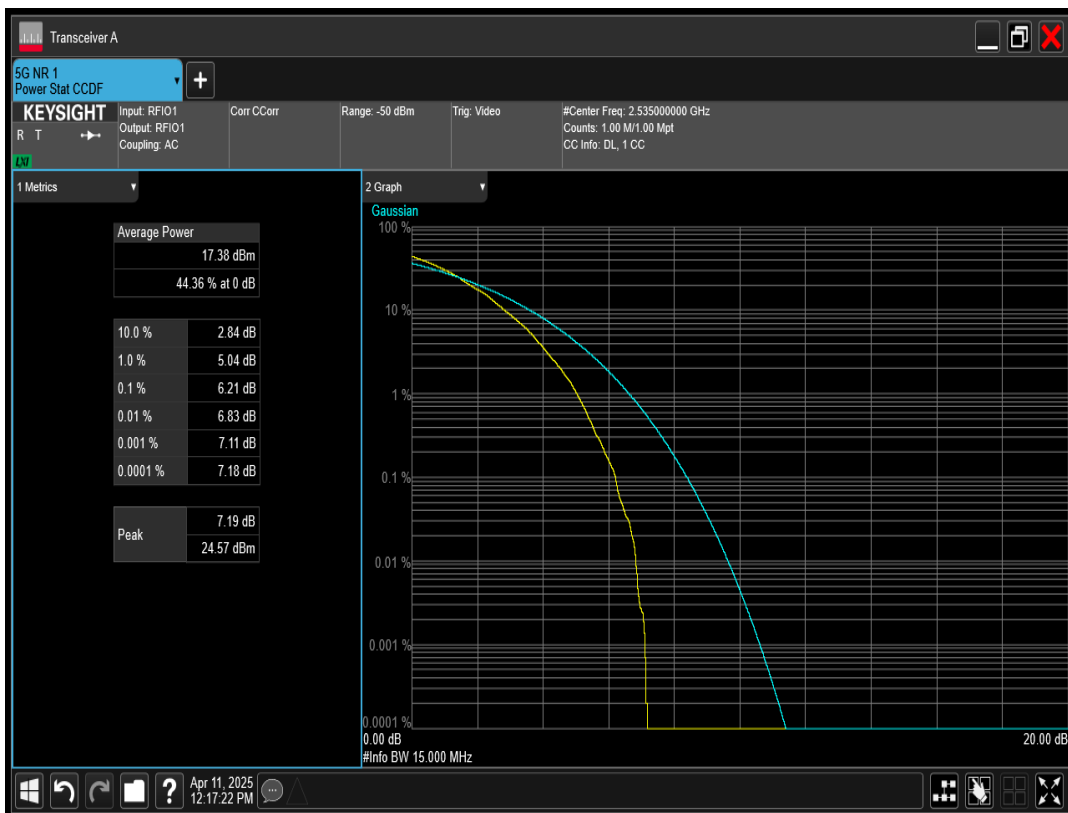 Transceiver A
5G NR 1
Power Stat CCDF
+
KEYSIGHT
R T
LXI
Input: RFIO1
Output: RFIO1
Coupling: AC
Corr CCorr
Range: -50 dBm
Trig: Video
#Center Freq: 2.535000000 GHz
Counts: 1.00 M/1.00 Mpt
CC Info: DL, 1 CC
1 Metrics
Average Power
17.38 dBm
44.36 % at 0 dB
10.0 % 2.84 dB
1.0 % 5.04 dB
0.1 % 6.21 dB
0.01 % 6.83 dB
0.001 % 7.11 dB
0.0001 % 7.18 dB
Peak
7.19 dB
24.57 dBm
2 Graph
Gaussian
100 %
10 %
1 %
0.1 %
0.01 %
0.001 %
0.0001 %
0.00 dB 20.00 dB
#Info BW 15.000 MHz
?
Apr 11, 2025
12:17:22 PM